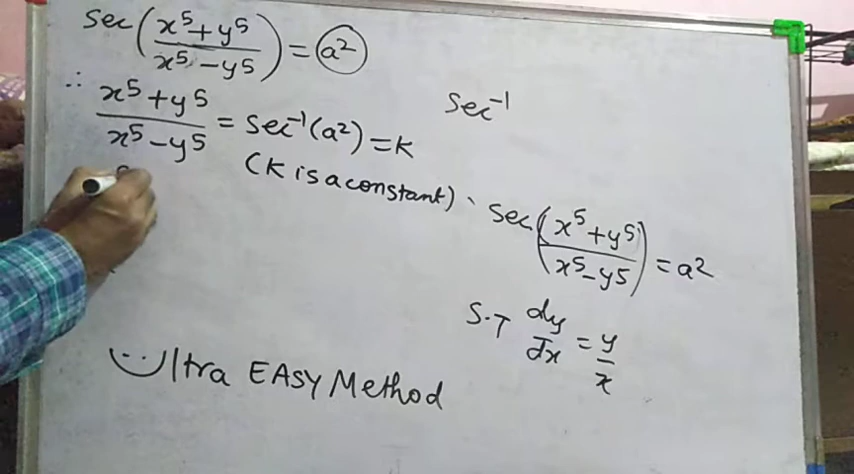 sec(x⁵+y⁵/x⁵-y⁵) = a²
∴ x⁵+y⁵/x⁵-y⁵ = sec⁻¹(a²) = K
(K is a constant)
sec⁻¹
sec(x⁵+y⁵/x⁵-y⁵) = a²
S.T dy/dx = y/x
Ultra EASY Method